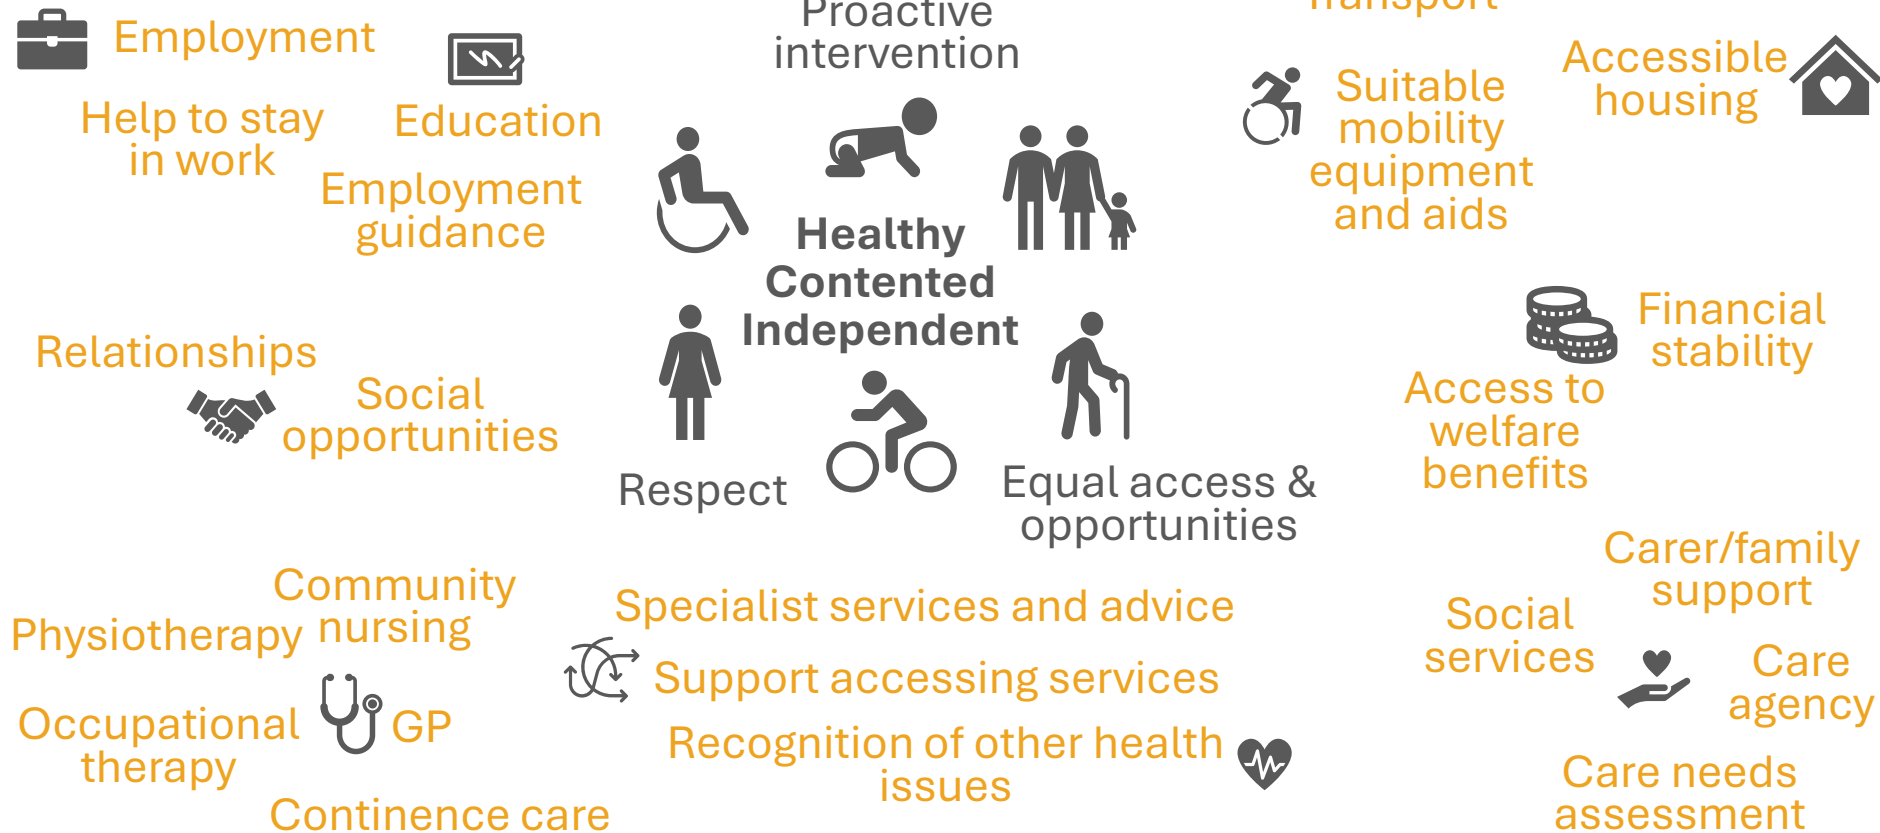 Employment
Help to stay
in work
Education
Employment
guidance
Proactive
intervention
Transport
Suitable
mobility
equipment
and aids
Accessible
housing
Healthy
Contented
Independent
Relationships
Social
opportunities
Financial
stability
Access to
welfare
benefits
Respect
Equal access &
opportunities
Community
nursing
Physiotherapy
Occupational
therapy
GP
Continence care
Specialist services and advice
Support accessing services
Recognition of other health
issues
Carer/family
support
Social
services
Care
agency
Care needs
assessment